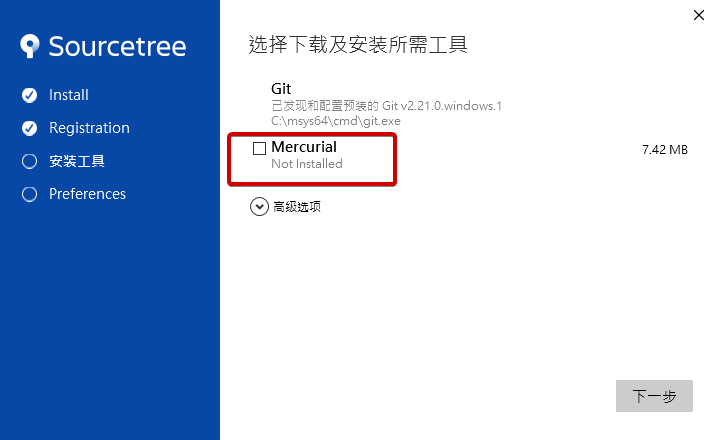 Sourcetree
Install
Registration
安装工具
Preferences
选择下载及安装所需工具
Git
已发现和配置预装的 Git v2.21.0.windows.1
C:\msys64\cmd\git.exe
Mercurial
7.42 MB
Not Installed
高级选项
下一步